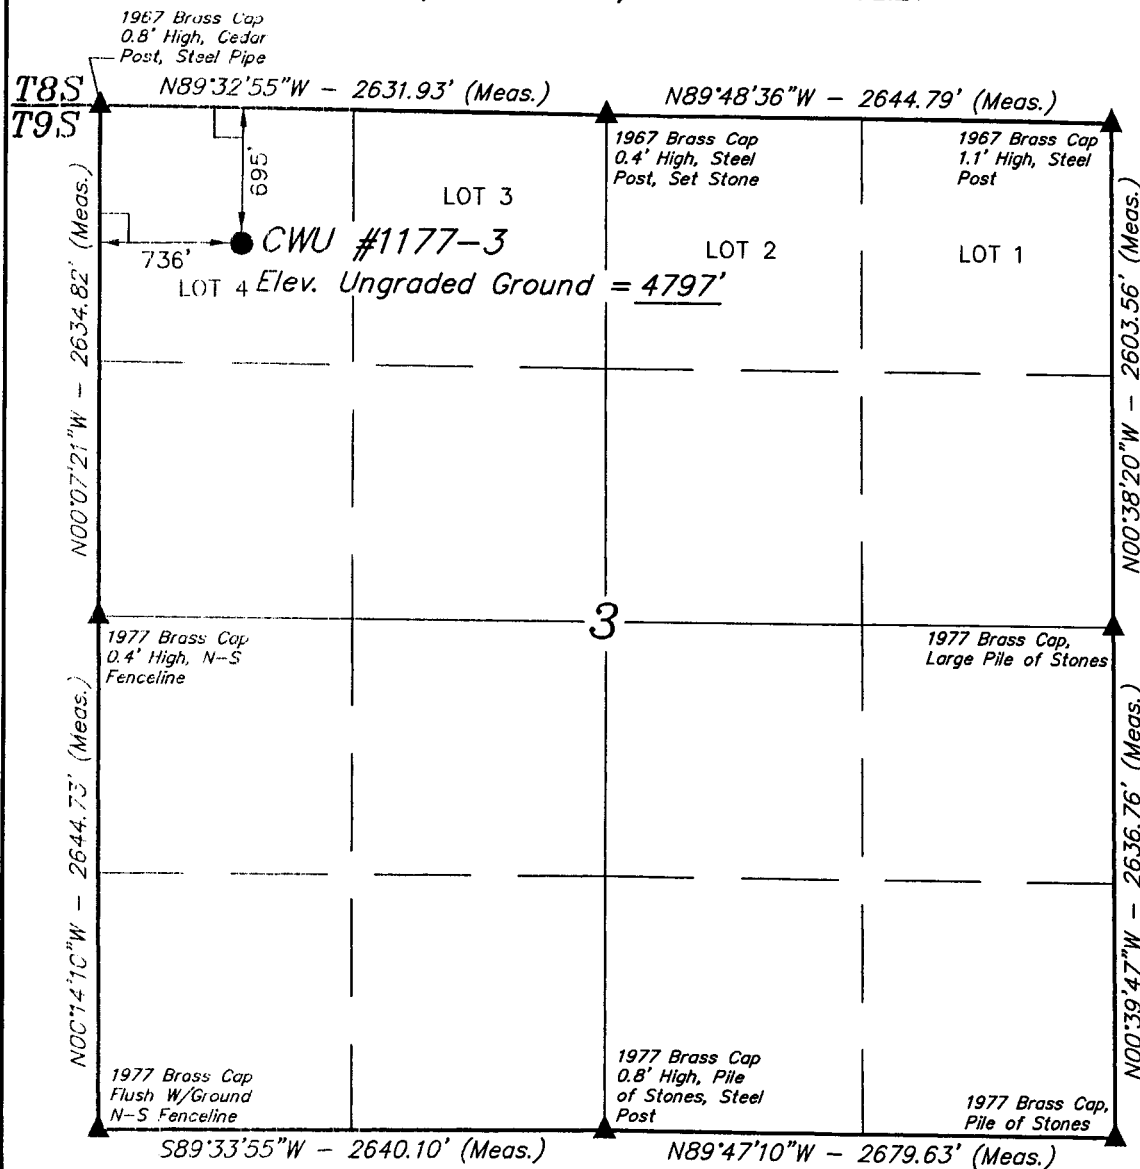 1967 Brass Cap
0.8' High, Cedar
Post, Steel Pipe
T8S
T9S
N89°32'55"W - 2631.93' (Meas.)
N89°48'36"W - 2644.79' (Meas.)
1967 Brass Cap
0.4' High, Steel
Post, Set Stone
1967 Brass Cap
1.1' High, Steel
Post
695'
736'
LOT 3
LOT 2
LOT 1
CWU #1177-3
LOT 4
Elev. Ungraded Ground = 4797'
N00°07'21"W - 2634.82' (Meas.)
N00°38'20"W - 2603.56' (Meas.)
3
1977 Brass Cap
0.4' High, N-S
Fenceline
1977 Brass Cap,
Large Pile of Stones
N00°14'10"W - 2644.73' (Meas.)
N00°39'47"W - 2636.76' (Meas.)
1977 Brass Cap
Flush W/Ground
N-S Fenceline
1977 Brass Cap
0.8' High, Pile
of Stones, Steel
Post
1977 Brass Cap,
Pile of Stones
S89°33'55"W - 2640.10' (Meas.)
N89°47'10"W - 2679.63' (Meas.)